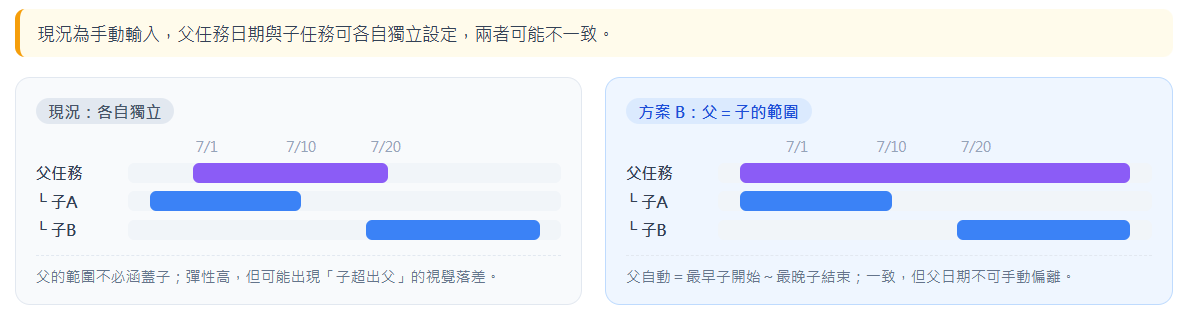 現況為手動輸入，父任務日期與子任務可各自獨立設定，兩者可能不一致。
現況：各自獨立
7/1 7/10 7/20
父任務
└ 子A
└ 子B
父的範圍不必涵蓋子；彈性高，但可能出現「子超出父」的視覺落差。
方案 B：父＝子的範圍
7/1 7/10 7/20
父任務
└ 子A
└ 子B
父自動＝最早子開始～最晚子結束；一致，但父日期不可手動偏離。